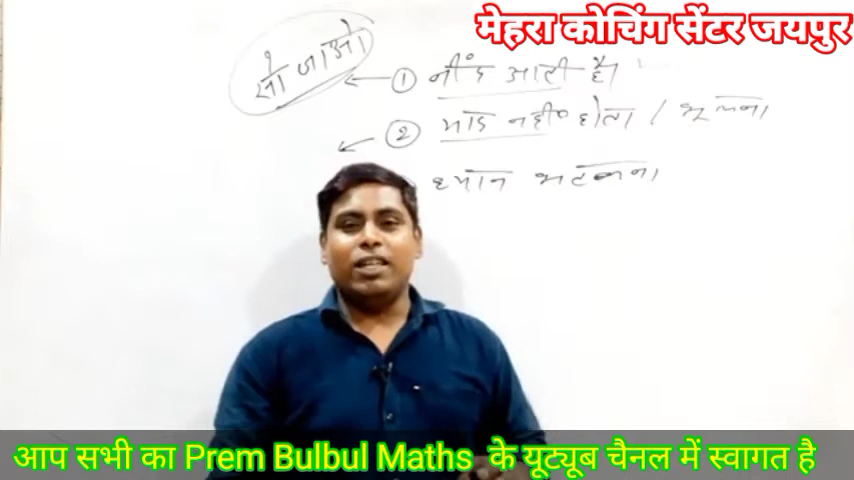 मेहरा कोचिंग सेंटर जयपुर
सो जाओ
1 नींद आती है।
2 याद नहीं होता / भूलना
ध्यान भटकना
आप सभी का Prem Bulbul Maths के यूट्यूब चैनल में स्वागत है